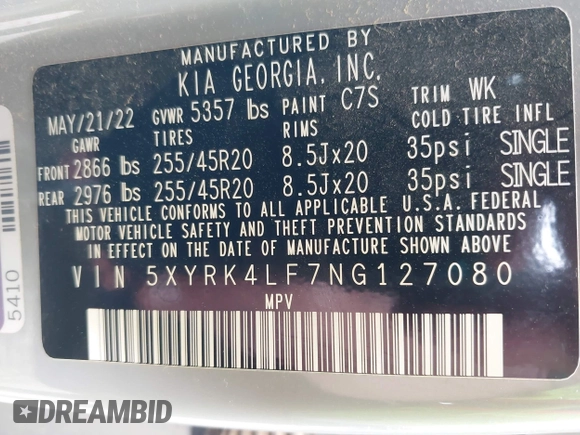 MANUFACTURED BY
KIA GEORGIA, INC.
MAY/21/22 GVWR 5357 lbs PAINT C7S TRIM WK
GAWR TIRES RIMS COLD TIRE INFL
FRONT 2866 lbs 255/45R20 8.5Jx20 35psi SINGLE
REAR 2976 lbs 255/45R20 8.5Jx20 35psi SINGLE
THIS VEHICLE CONFORMS TO ALL APPLICABLE U.S.A. FEDERAL
MOTOR VEHICLE SAFETY AND THEFT PREVENTION STANDARDS
IN EFFECT ON THE DATE OF MANUFACTURE SHOWN ABOVE.
VIN 5XYRK4LF7NG127080
MPV
5410
DREAMBID